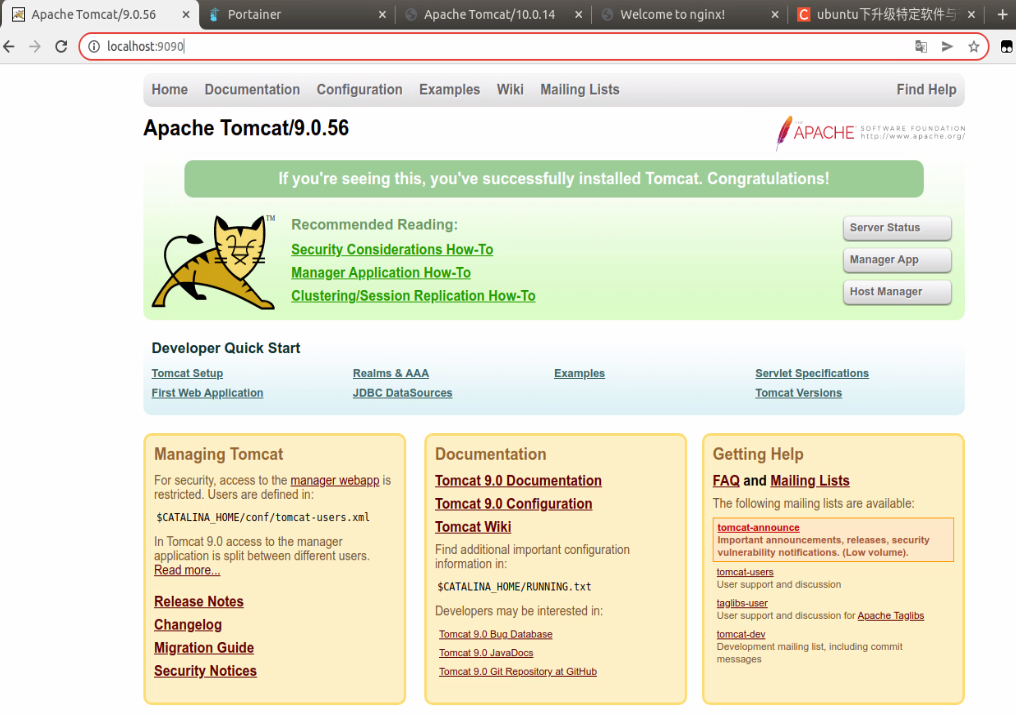 Apache Tomcat/9.0.56
Portainer
Apache Tomcat/10.0.14
Welcome to nginx!
ubuntu下升级特定软件与
localhost:9090
Home Documentation Configuration Examples Wiki Mailing Lists Find Help
Apache Tomcat/9.0.56
THE APACHE SOFTWARE FOUNDATION
http://www.apache.org/
If you're seeing this, you've successfully installed Tomcat. Congratulations!
TM
Recommended Reading:
Security Considerations How-To
Manager Application How-To
Clustering/Session Replication How-To
Server Status
Manager App
Host Manager
Developer Quick Start
Tomcat Setup
First Web Application
Realms & AAA
JDBC DataSources
Examples
Servlet Specifications
Tomcat Versions
Managing Tomcat
For security, access to the manager webapp is
restricted. Users are defined in:
$CATALINA_HOME/conf/tomcat-users.xml
In Tomcat 9.0 access to the manager
application is split between different users.
Read more...
Release Notes
Changelog
Migration Guide
Security Notices
Documentation
Tomcat 9.0 Documentation
Tomcat 9.0 Configuration
Tomcat Wiki
Find additional important configuration
information in:
$CATALINA_HOME/RUNNING.txt
Developers may be interested in:
Tomcat 9.0 Bug Database
Tomcat 9.0 JavaDocs
Tomcat 9.0 Git Repository at GitHub
Getting Help
FAQ and Mailing Lists
The following mailing lists are available:
tomcat-announce
Important announcements, releases, security
vulnerability notifications. (Low volume).
tomcat-users
User support and discussion
taglibs-user
User support and discussion for Apache Taglibs
tomcat-dev
Development mailing list, including commit
messages